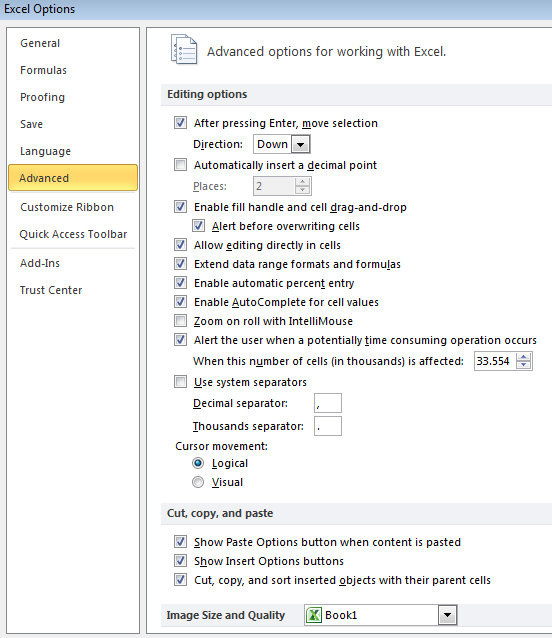 Excel Options
General
Formulas
Proofing
Save
Language
Advanced
Customize Ribbon
Quick Access Toolbar
Add-Ins
Trust Center
Advanced options for working with Excel.
Editing options
After pressing Enter, move selection
Direction: Down
Automatically insert a decimal point
Places: 2
Enable fill handle and cell drag-and-drop
Alert before overwriting cells
Allow editing directly in cells
Extend data range formats and formulas
Enable automatic percent entry
Enable AutoComplete for cell values
Zoom on roll with IntelliMouse
Alert the user when a potentially time consuming operation occurs
When this number of cells (in thousands) is affected: 33.554
Use system separators
Decimal separator: ,
Thousands separator: .
Cursor movement:
Logical
Visual
Cut, copy, and paste
Show Paste Options button when content is pasted
Show Insert Options buttons
Cut, copy, and sort inserted objects with their parent cells
Image Size and Quality Book1